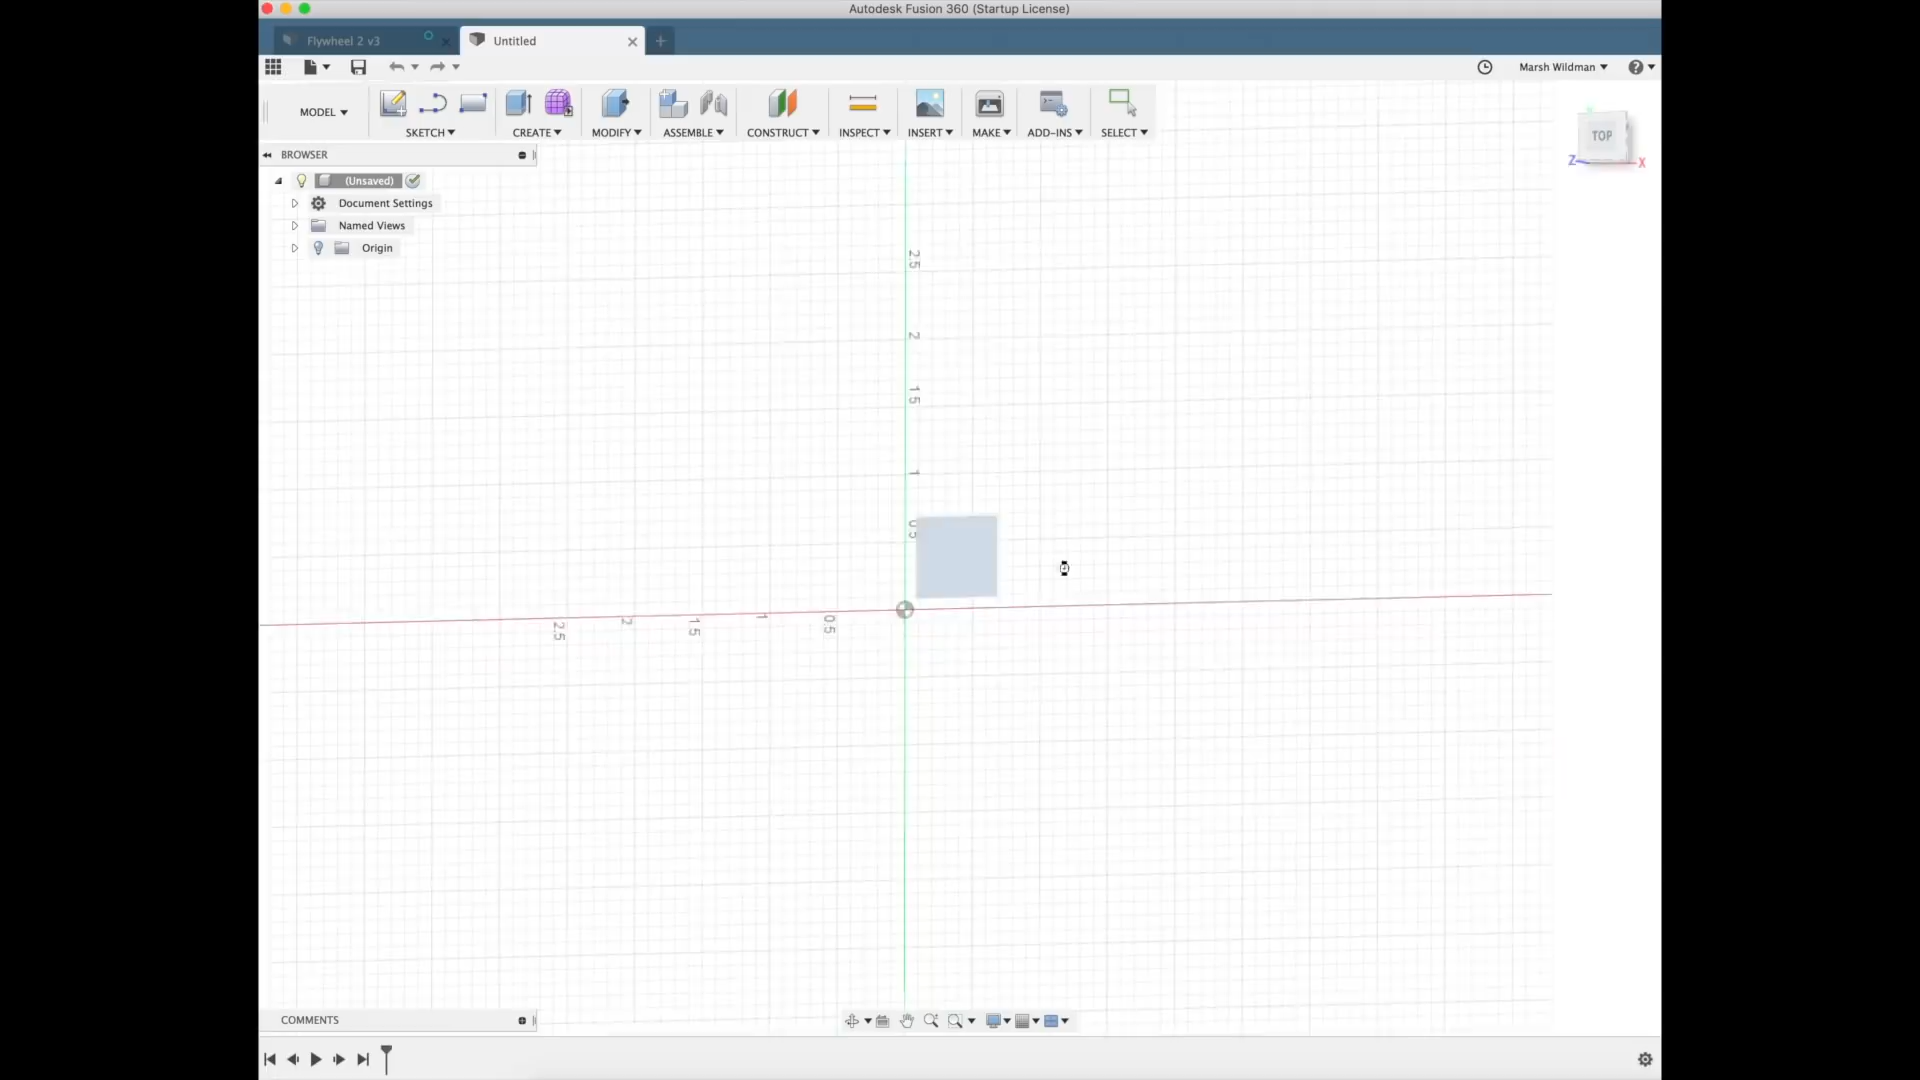 Autodesk Fusion 360 (Startup License)
Flywheel 2 v3
Untitled
Marsh Wildman
MODEL
SKETCH
CREATE
MODIFY
ASSEMBLE
CONSTRUCT
INSPECT
INSERT
MAKE
ADD-INS
SELECT
BROWSER
(Unsaved)
Document Settings
Named Views
Origin
TOP
Z
X
2.5
2
1.5
1
0.5
2.5
2
1.5
1
0.5
COMMENTS